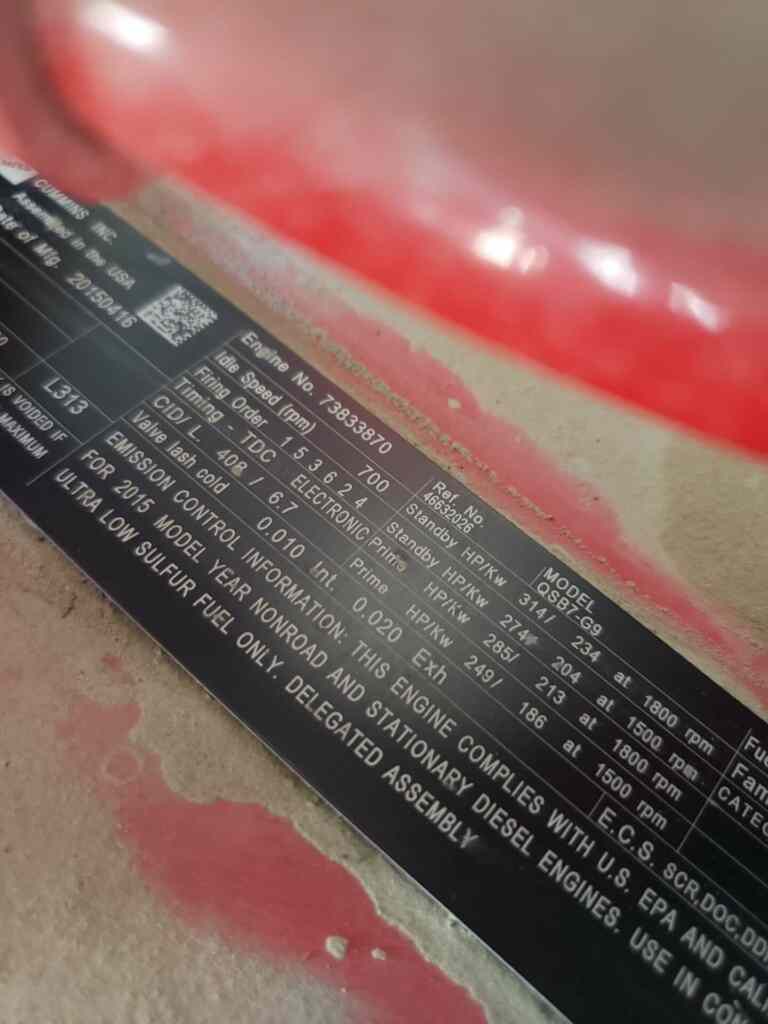 CUMMINS INC.
Assembled in the USA
of Mfg. 20150416
L313
IS VOIDED IF
MAXIMUM
Engine No. 73833870
Idle Speed (rpm) 700
Firing Order 1 5 3 6 2 4
Timing - TDC ELECTRONIC
CID/L 408 / 6.7
Valve lash cold 0.010 Int. 0.020 Exh
Ref. No.
46632026
MODEL
QSB7-G9
Standby HP/Kw 314/ 234 at 1800 rpm
Standby HP/Kw 274 204 at 1500 rpm
Prime HP/Kw 285/ 213 at 1800 rpm
Prime HP/Kw 249/ 186 at 1500 rpm
E.C.S. SCR,DOC,DDI
EMISSION CONTROL INFORMATION: THIS ENGINE COMPLIES WITH U.S. EPA AND CALI
FOR 2015 MODEL YEAR NONROAD AND STATIONARY DIESEL ENGINES. USE IN CON
ULTRA LOW SULFUR FUEL ONLY. DELEGATED ASSEMBLY